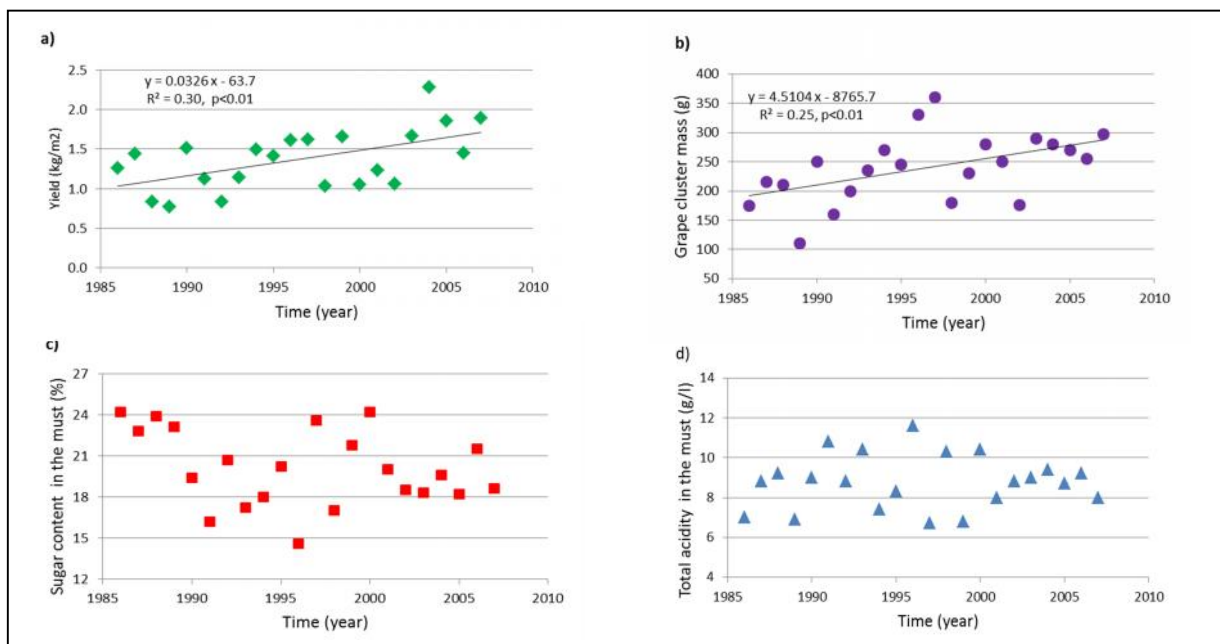 a)
y = 0.0326 x - 63.7
R² = 0.30, p<0.01
Yield (kg/m2)
2.5
2.0
1.5
1.0
0.5
0.0
1985 1990 1995 2000 2005 2010
Time (year)
b)
y = 4.5104 x - 8765.7
R² = 0.25, p<0.01
Grape cluster mass (g)
400
350
300
250
200
150
100
50
1985 1990 1995 2000 2005 2010
Time (year)
c)
Sugar content in the must (%)
27
24
21
18
15
12
1985 1990 1995 2000 2005 2010
Time (year)
d)
Total acidity in the must (g/l)
14
12
10
8
6
4
1985 1990 1995 2000 2005 2010
Time (year)